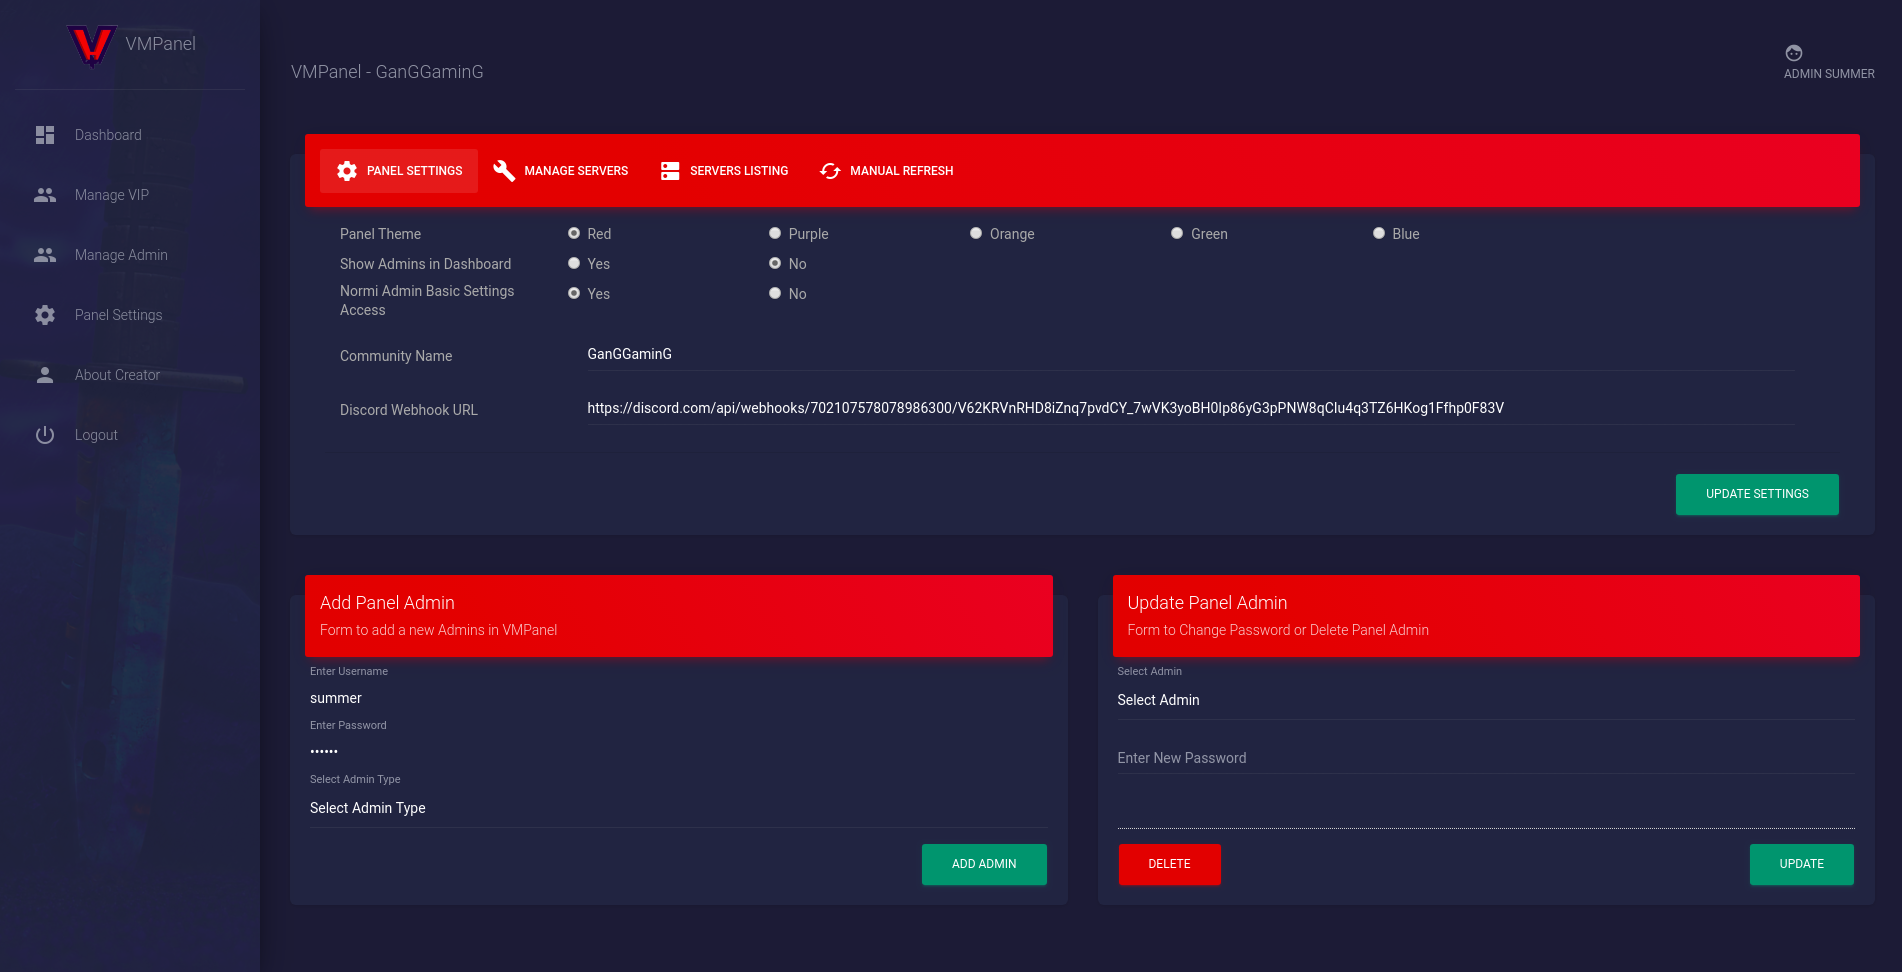 VMPanel
VMPanel - GanGGaminG
ADMIN SUMMER
Dashboard
Manage VIP
Manage Admin
Panel Settings
About Creator
Logout
PANEL SETTINGS
MANAGE SERVERS
SERVERS LISTING
MANUAL REFRESH
Panel Theme
Red
Purple
Orange
Green
Blue
Show Admins in Dashboard
Yes
No
Normi Admin Basic Settings
Access
Yes
No
Community Name
GanGGaminG
Discord Webhook URL
https://discord.com/api/webhooks/702107578078986300/V62KRVnRHD8iZnq7pvdCY_7wVK3yoBH0Ip86yG3pPNW8qClu4q3TZ6HKog1Ffhp0F83V
UPDATE SETTINGS
Add Panel Admin
Form to add a new Admins in VMPanel
Enter Username
summer
Enter Password
••••••
Select Admin Type
Select Admin Type
ADD ADMIN
Update Panel Admin
Form to Change Password or Delete Panel Admin
Select Admin
Select Admin
Enter New Password
DELETE
UPDATE